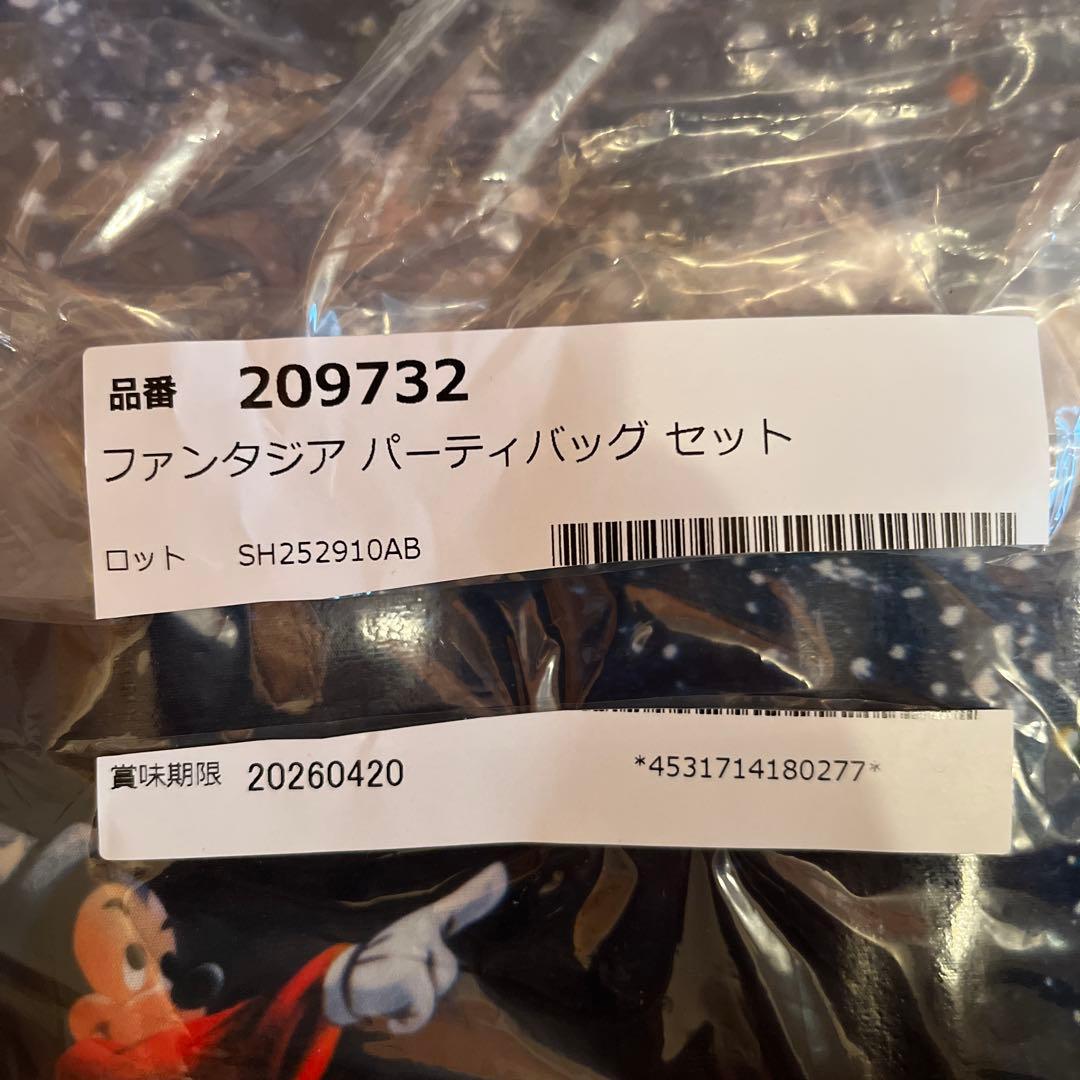 品番 209732
ファンタジア パーティバッグ セット
ロット SH252910AB
賞味期限 20260420 *4531714180277*